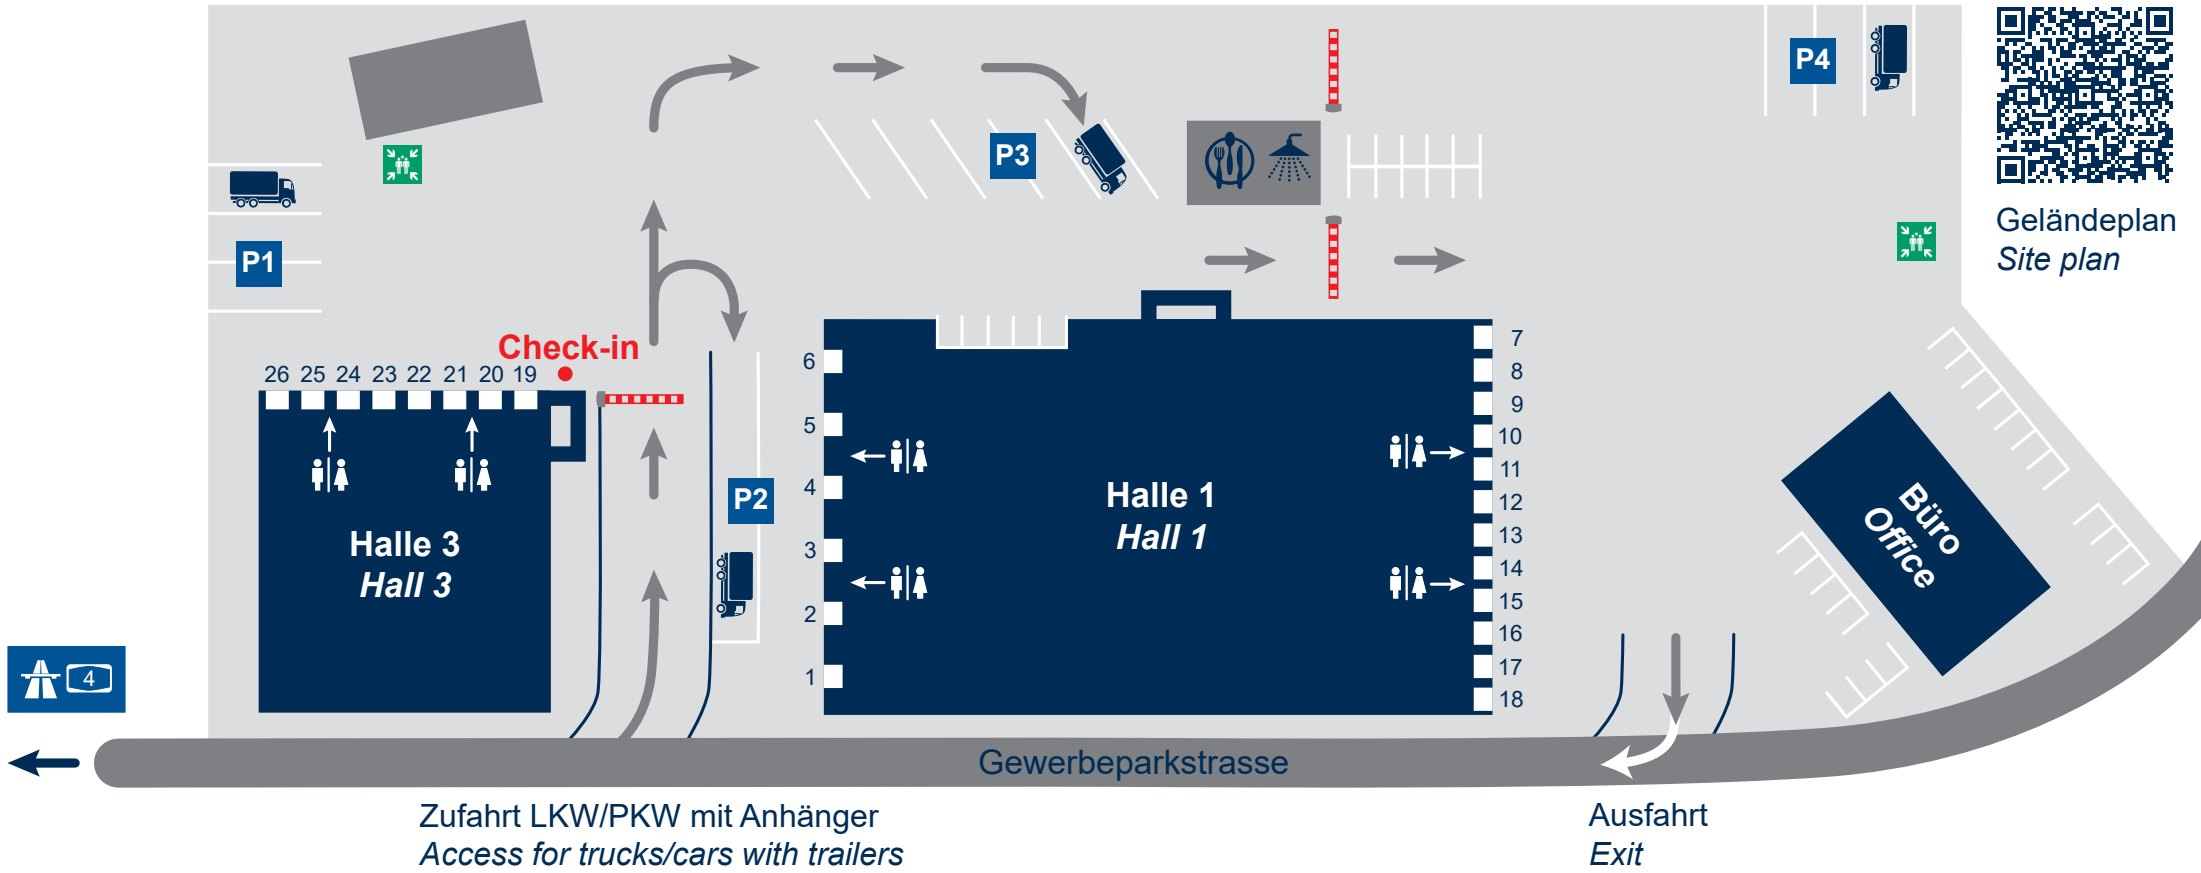 P4
P3
Geländeplan
Site plan
P1
Check-in
26 25 24 23 22 21 20 19
6
5
4
3
2
1
7
8
9
10
11
12
13
14
15
16
17
18
P2
Halle 1
Hall 1
Halle 3
Hall 3
Büro
Office
4
Gewerbeparkstrasse
Zufahrt LKW/PKW mit Anhänger
Access for trucks/cars with trailers
Ausfahrt
Exit